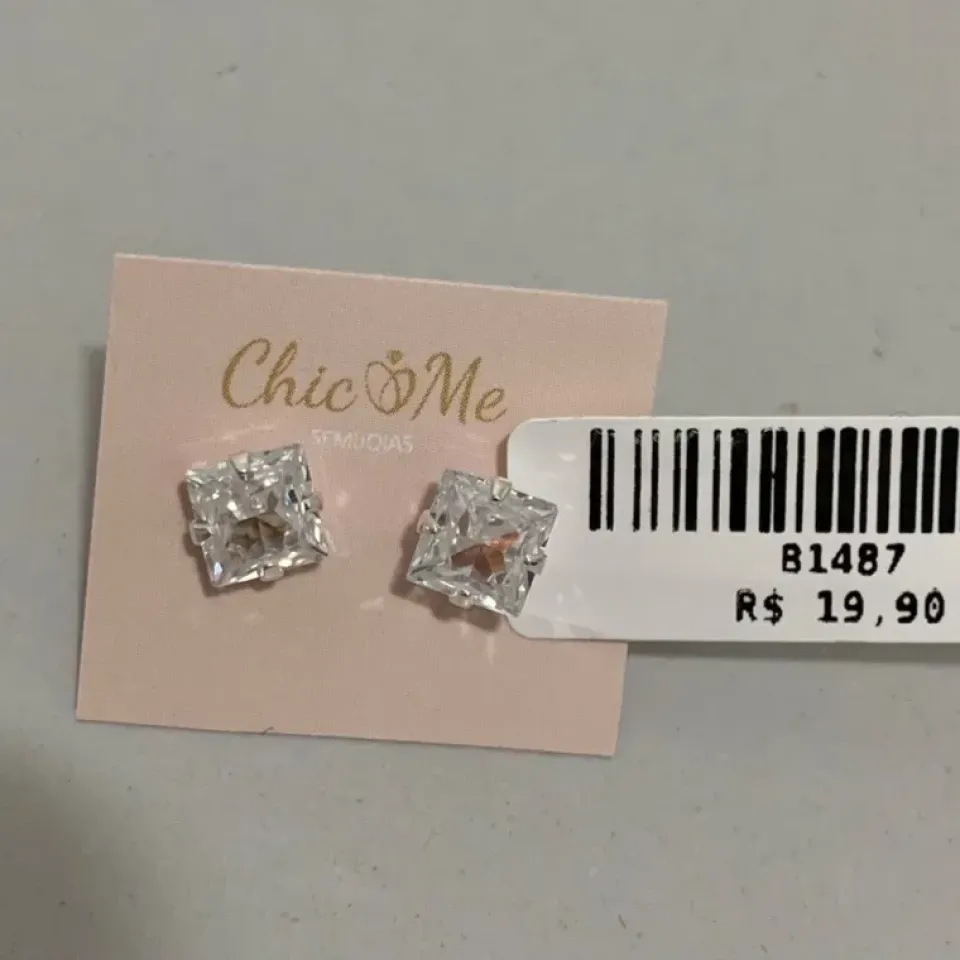 Chic Me
SEMIJOIAS
B1487
R$ 19,90